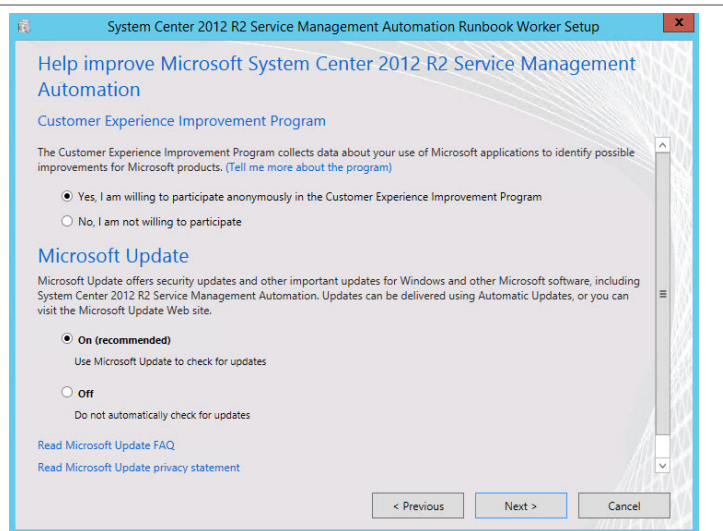 System Center 2012 R2 Service Management Automation Runbook Worker Setup
x
Help improve Microsoft System Center 2012 R2 Service Management
Automation
Customer Experience Improvement Program
The Customer Experience Improvement Program collects data about your use of Microsoft applications to identify possible
improvements for Microsoft products. (Tell me more about the program)
Yes, I am willing to participate anonymously in the Customer Experience Improvement Program
No, I am not willing to participate
Microsoft Update
Microsoft Update offers security updates and other important updates for Windows and other Microsoft software, including
System Center 2012 R2 Service Management Automation. Updates can be delivered using Automatic Updates, or you can
visit the Microsoft Update Web site.
On (recommended)
Use Microsoft Update to check for updates
Off
Do not automatically check for updates
Read Microsoft Update FAQ
Read Microsoft Update privacy statement
< Previous Next > Cancel